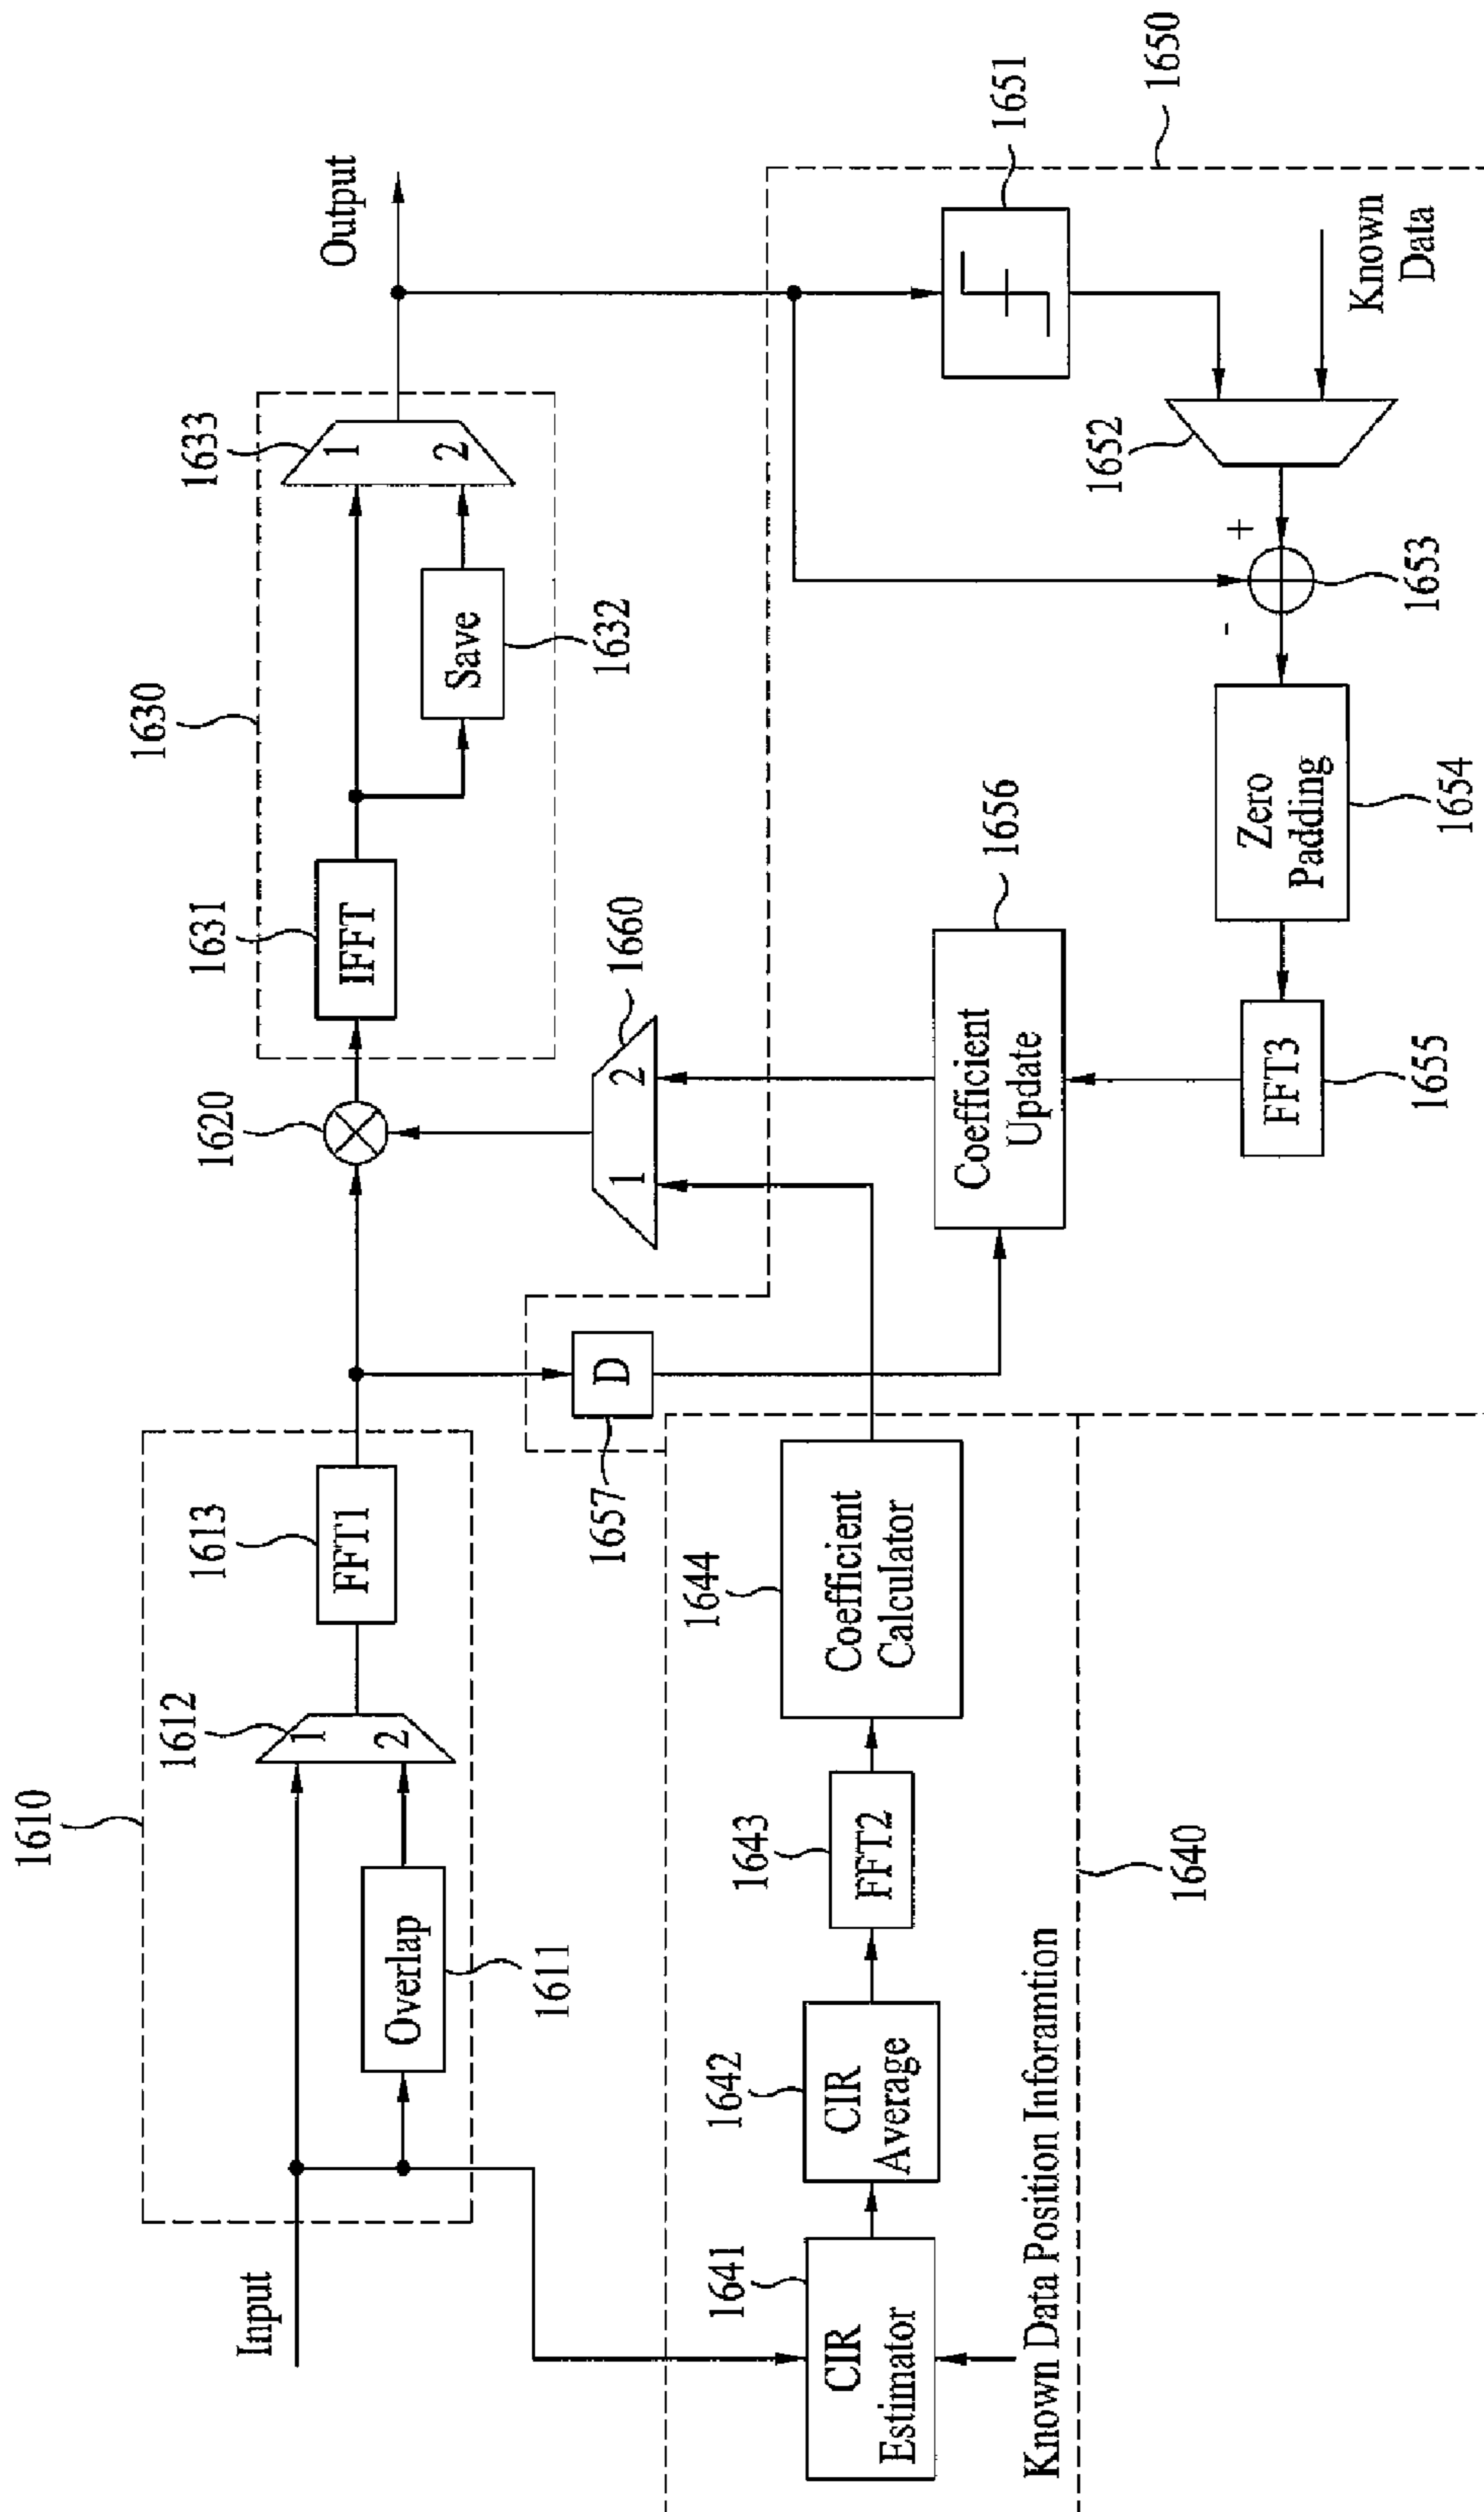 1610
1612
1613
1620
1630
1631
1633
Input
Overlap
1
2
FFT1
IFFT
Save
1
2
Output
1611
1657
D
1
2
1660
1632
1641
1642
1643
1644
CIR
Estimator
CIR
Average
FFT2
Coefficient
Calculator
Coefficient
Update
1656
1651
1650
Known Data Position Inforamtion
1640
FFT3
1655
Zero
Padding
1654
-
+
1653
1652
Known
Data